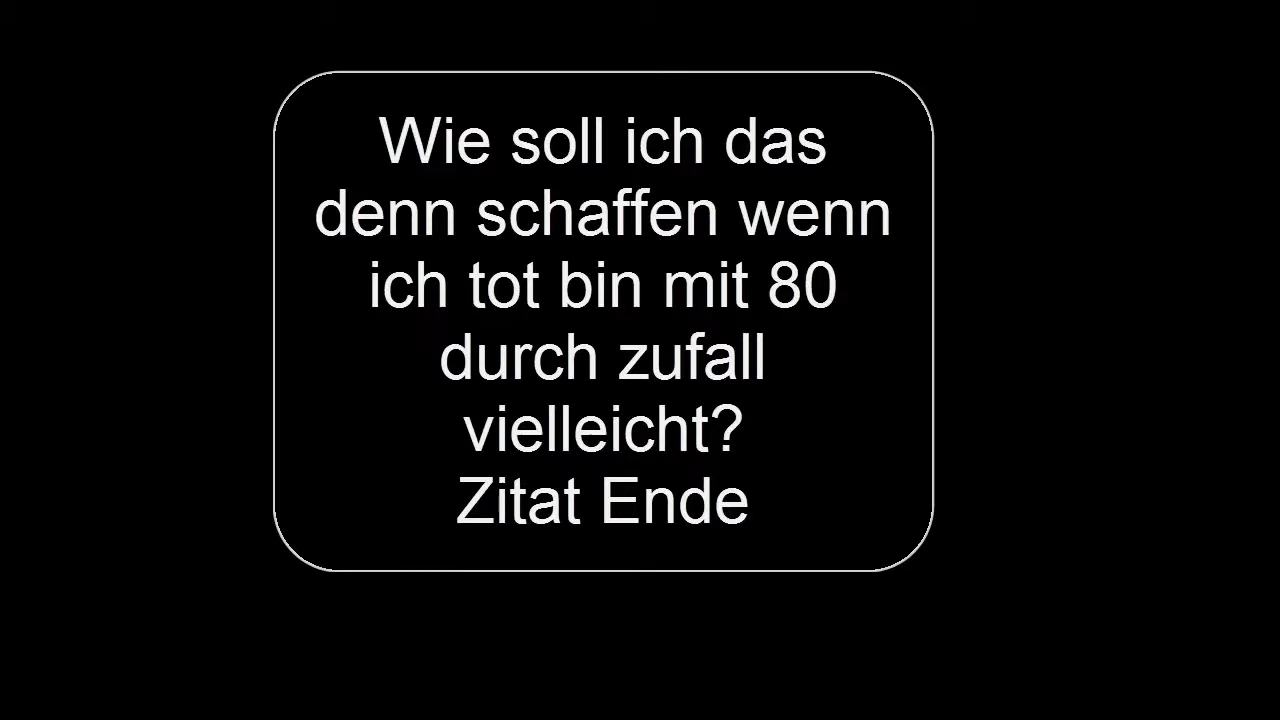 Wie soll ich das
denn schaffen wenn
ich tot bin mit 80
durch zufall
vielleicht?
Zitat Ende